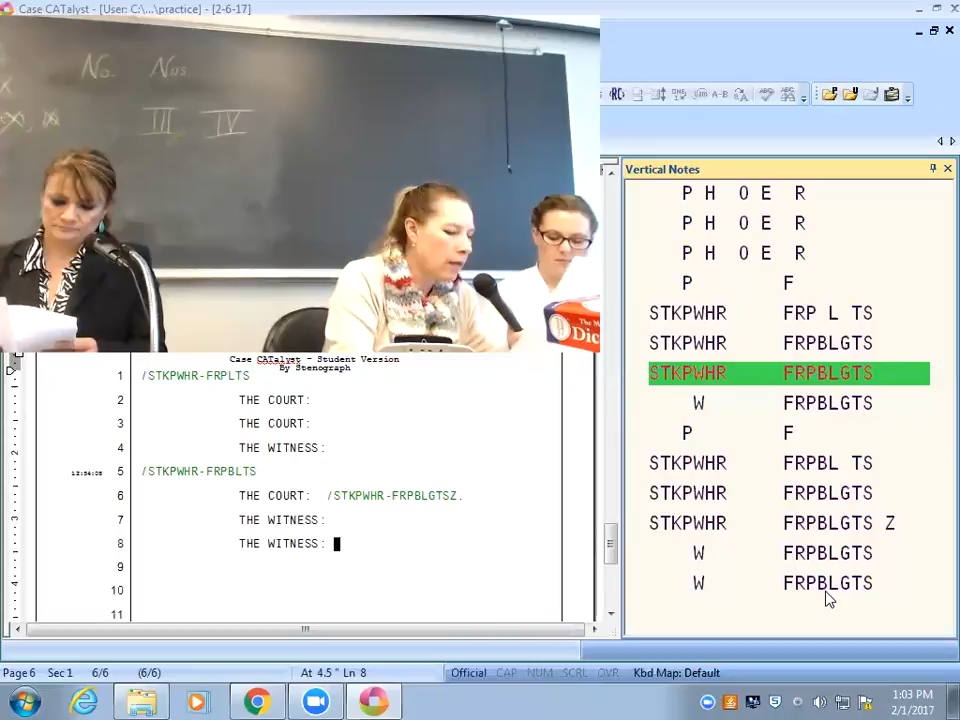 Case CATalyst - [User: C:\...\practice] - [2-6-17]
No. Nus
X
III, IV
Dic
Case CATalyst - Student Version
By Stenograph
1 /STKPWHR-FRPLTS
2 THE COURT:
3 THE COURT:
4 THE WITNESS:
5 /STKPWHR-FRPBLTS
6 THE COURT: /STKPWHR-FRPBLGTSZ.
7 THE WITNESS:
8 THE WITNESS:
9
10
11
Vertical Notes
P H O E R
P H O E R
P H O E R
P F
STKPWHR FRP L TS
STKPWHR FRPBLGTS
STKPWHR FRPBLGTS
W FRPBLGTS
P F
STKPWHR FRPBL TS
STKPWHR FRPBLGTS
STKPWHR FRPBLGTS Z
W FRPBLGTS
W FRPBLGTS
Page 6 Sec 1 6/6 (6/6) At 4.5 " Ln 8 Official CAP NUM SCRL OVR Kbd Map: Default
1:03 PM
2/1/2017